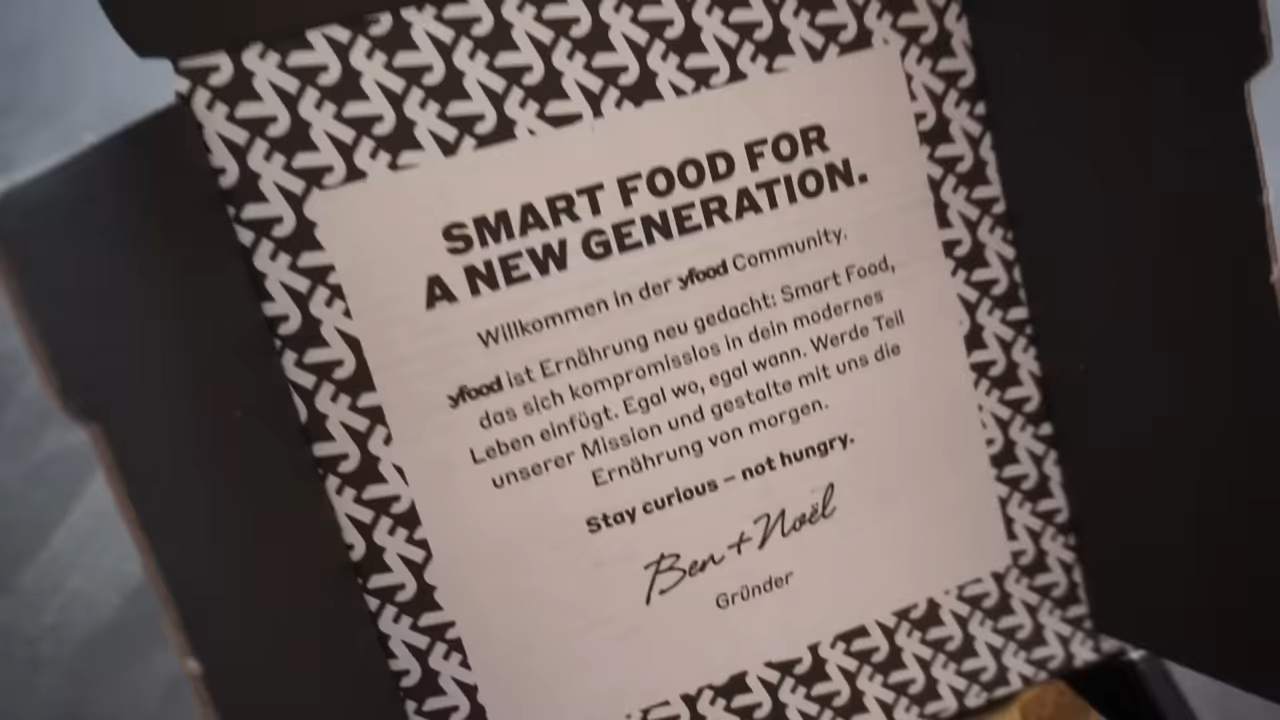 SMART FOOD FOR
A NEW GENERATION.
Willkommen in der yfood Community.
yfood ist Ernährung neu gedacht: Smart Food,
das sich kompromisslos in dein modernes
Leben einfügt. Egal wo, egal wann. Werde Teil
unserer Mission und gestalte mit uns die
Ernährung von morgen.
Stay curious – not hungry.
Ben + Noël
Gründer